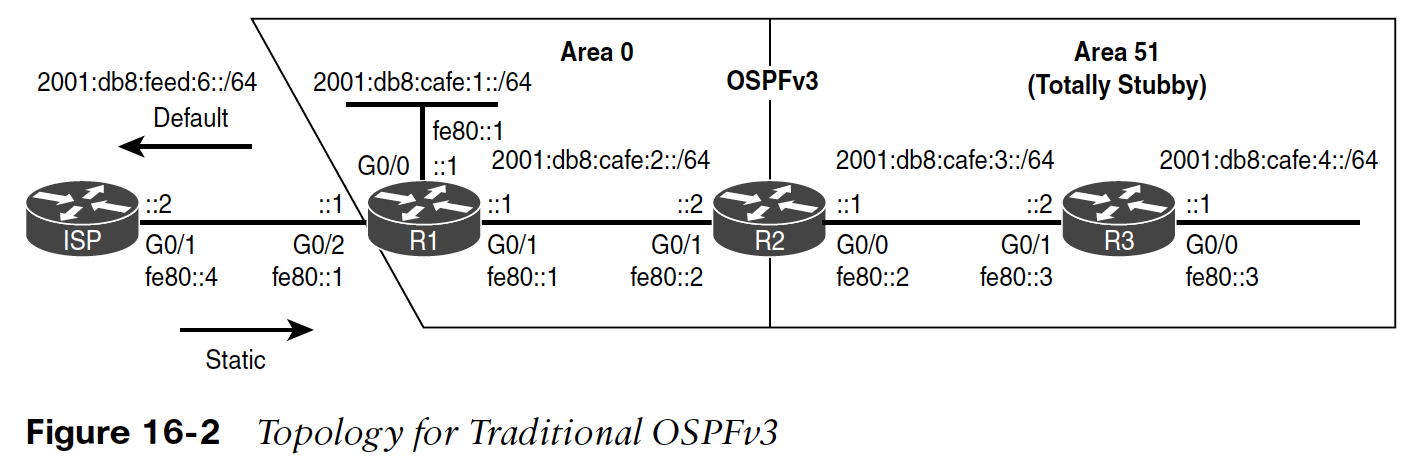 Area 0
Area 51
(Totally Stubby)
OSPFv3
2001:db8:feed:6::/64
Default
2001:db8:cafe:1::/64
fe80::1
G0/0 ::1
2001:db8:cafe:2::/64
2001:db8:cafe:3::/64
2001:db8:cafe:4::/64
::2
::1
::1
::2
::1
::2
::1
ISP
R1
R2
R3
G0/1
G0/2
G0/1
G0/1
G0/0
G0/1
G0/0
fe80::4
fe80::1
fe80::1
fe80::2
fe80::2
fe80::3
fe80::3
Static
Figure 16-2 Topology for Traditional OSPFv3